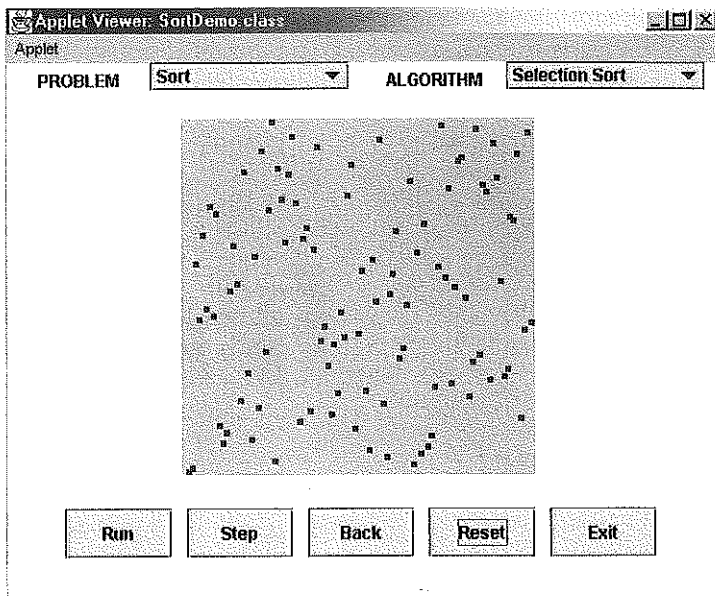 Applet Viewer: SortDemo.class
Applet
PROBLEM Sort ALGORITHM Selection Sort
Run Step Back Reset Exit